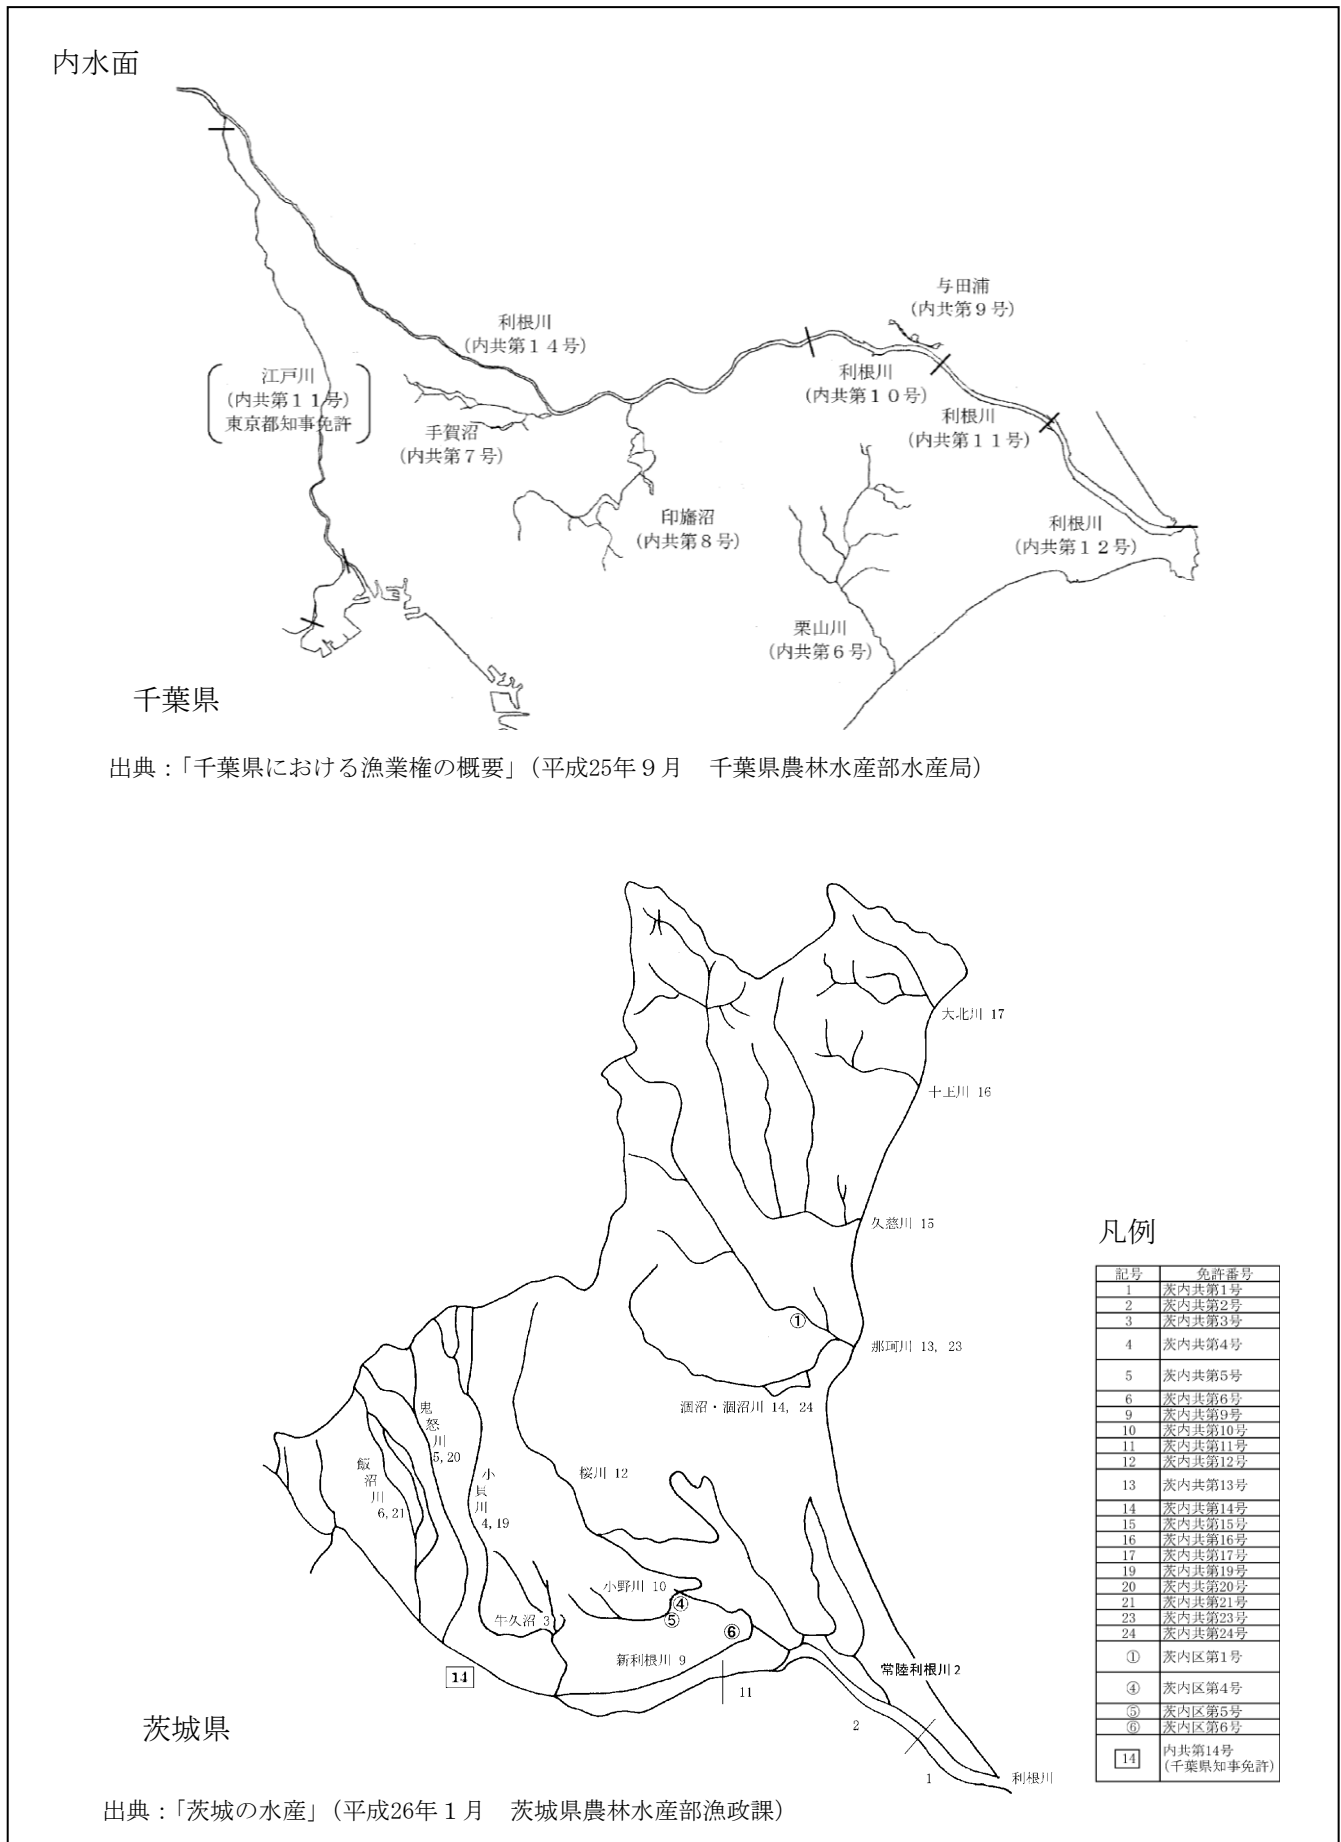 内水面
与田浦
(内共第９号)
利根川
(内共第１４号)
江戸川
(内共第１１号)
東京都知事免許
利根川
(内共第１０号)
利根川
(内共第１１号)
手賀沼
(内共第７号)
印旛沼
(内共第８号)
利根川
(内共第１２号)
栗山川
(内共第６号)
千葉県
出典：「千葉県における漁業権の概要」（平成25年９月　千葉県農林水産部水産局）
大北川 17
十王川 16
久慈川 15
①
那珂川 13, 23
涸沼・涸沼川 14, 24
鬼怒川
5,20
飯沼川
6,21
小貝川
4,19
桜川 12
小野川 10
④
⑤
⑥
牛久沼 3
新利根川 9
常陸利根川 2
14
11
2
1
利根川
茨城県
凡例
記号 免許番号
1 茨内共第1号
2 茨内共第2号
3 茨内共第3号
4 茨内共第4号
5 茨内共第5号
6 茨内共第6号
9 茨内共第9号
10 茨内共第10号
11 茨内共第11号
12 茨内共第12号
13 茨内共第13号
14 茨内共第14号
15 茨内共第15号
16 茨内共第16号
17 茨内共第17号
19 茨内共第19号
20 茨内共第20号
21 茨内共第21号
23 茨内共第23号
24 茨内共第24号
① 茨内区第1号
④ 茨内区第4号
⑤ 茨内区第5号
⑥ 茨内区第6号
14 内共第14号
(千葉県知事免許)
出典：「茨城の水産」（平成26年１月　茨城県農林水産部漁政課）